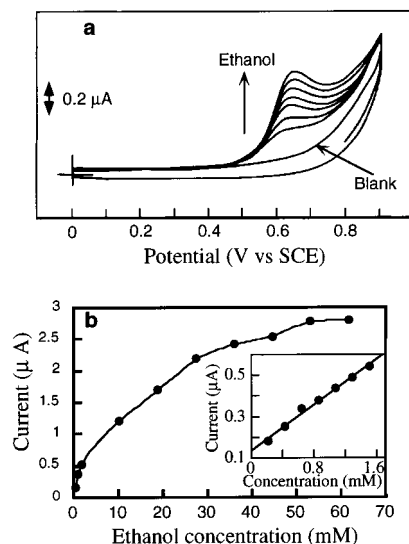 a
Ethanol
0.2 μA
Blank
0 0.2 0.4 0.6 0.8
Potential (V vs SCE)
b
3
2.5
2
1.5
1
0.5
0
Current (μ A)
0.5
0.3
0.1
Current (μA)
0 0.8 1.6
Concentration (mM)
0 10 20 30 40 50 60 70
Ethanol concentration (mM)